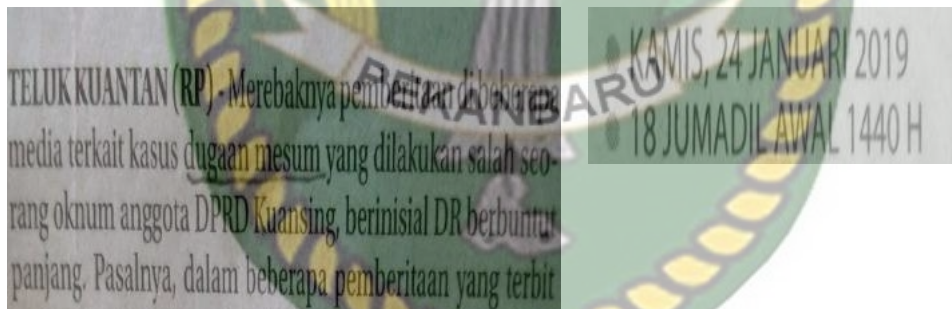 TELUK KUANTAN (RP) - Merebaknya pemberitaan di beberapa
media terkait kasus dugaan mesum yang dilakukan salah seo-
rang oknum anggota DPRD Kuansing, berinisial DR berbuntut
panjang. Pasalnya, dalam beberapa pemberitaan yang terbit
KAMIS, 24 JANUARI 2019
18 JUMADIL AWAL 1440 H
PEKANBARU